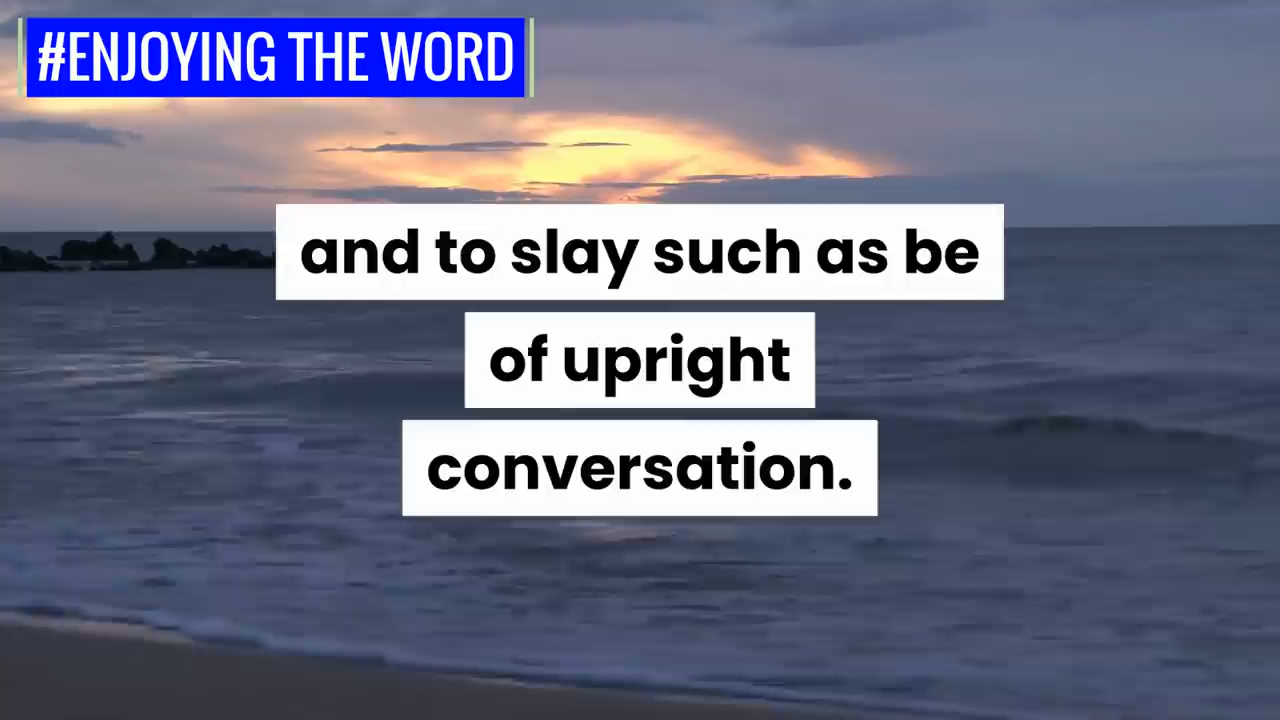 #ENJOYING THE WORD
and to slay such as be
of upright
conversation.